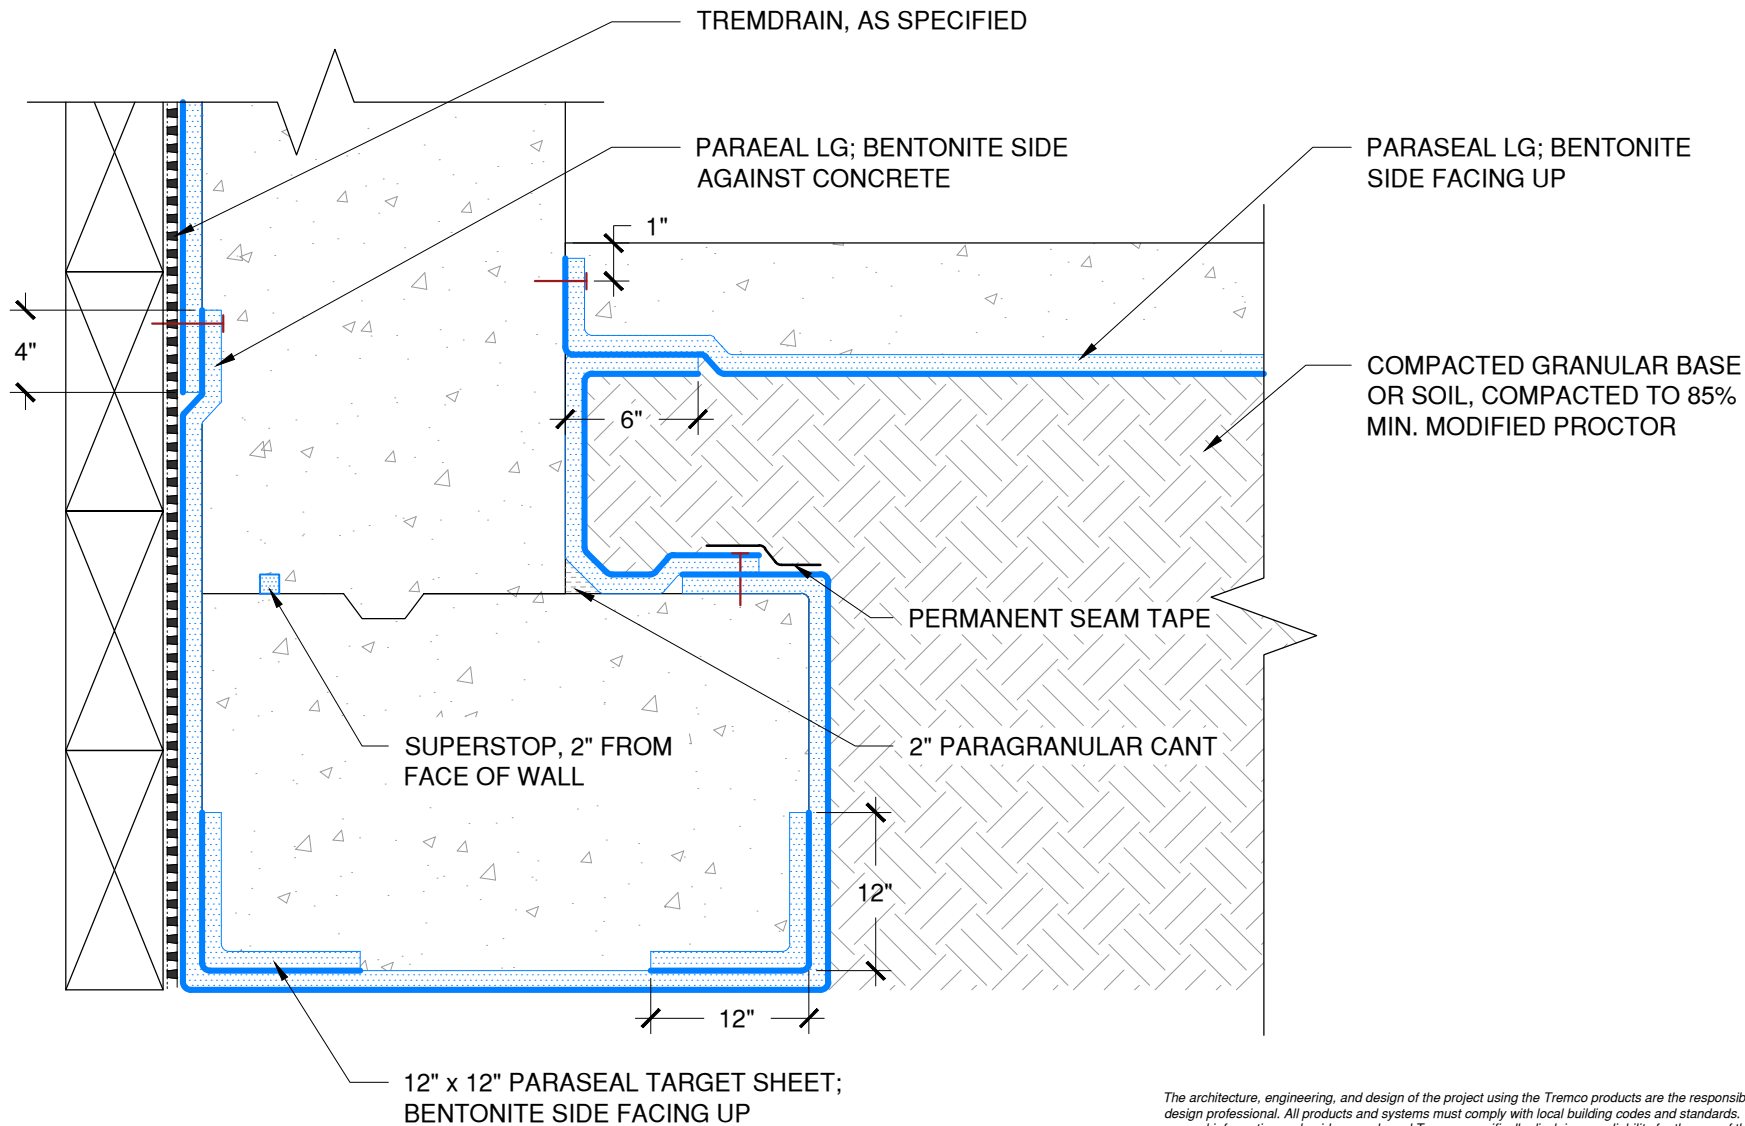 TREMDRAIN, AS SPECIFIED
PARAEAL LG; BENTONITE SIDE
AGAINST CONCRETE
PARASEAL LG; BENTONITE
SIDE FACING UP
1"
4"
COMPACTED GRANULAR BASE
OR SOIL, COMPACTED TO 85%
MIN. MODIFIED PROCTOR
6"
PERMANENT SEAM TAPE
SUPERSTOP, 2" FROM
FACE OF WALL
2" PARAGRANULAR CANT
12"
12"
12" x 12" PARASEAL TARGET SHEET;
BENTONITE SIDE FACING UP
The architecture, engineering, and design of the project using the Tremco products are the
design professional. All products and systems must comply with local building codes and standards.